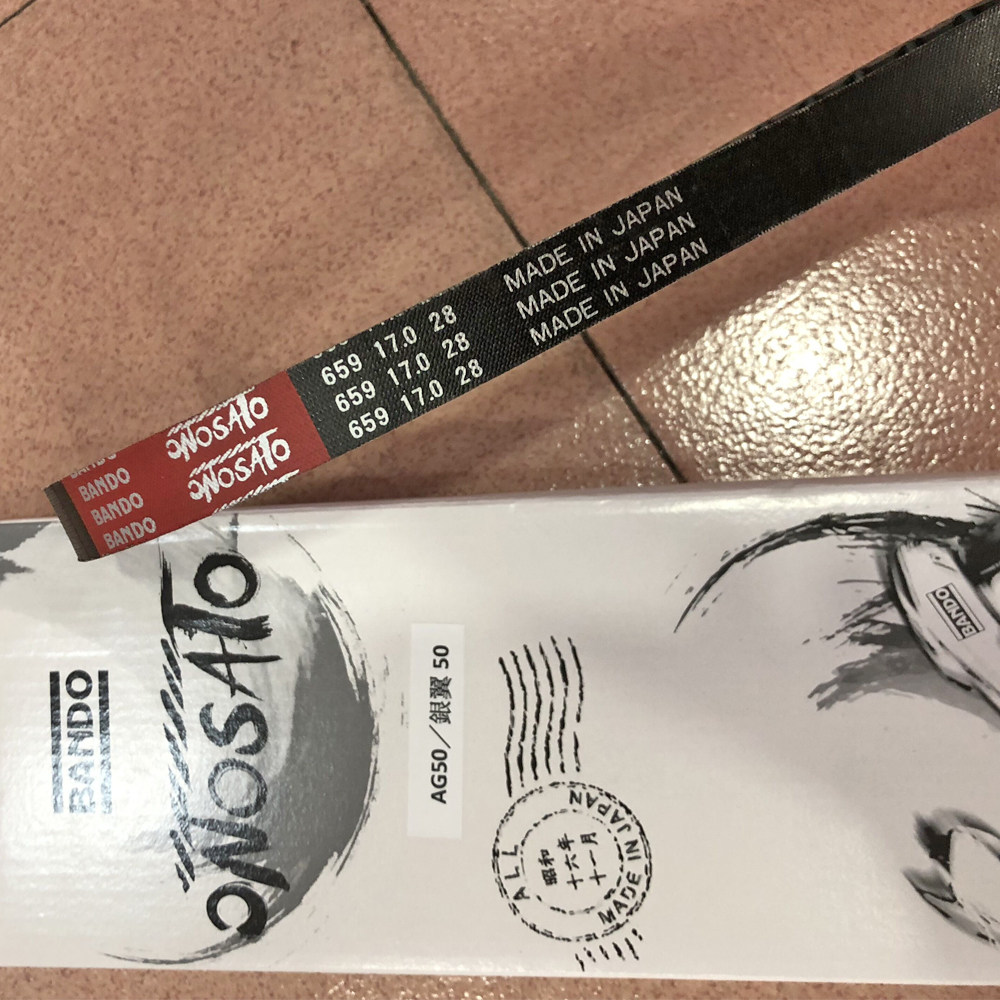 BANDO
BANDO
BANDO
ONOSATO
ONOSATO
659 17.0 28
659 17.0 28
659 17.0 28
MADE IN JAPAN
MADE IN JAPAN
MADE IN JAPAN
BANDO
ONOSATO
AG50／銀翼 50
ALL MADE IN JAPAN
昭和
十六年
十一月
BANDO